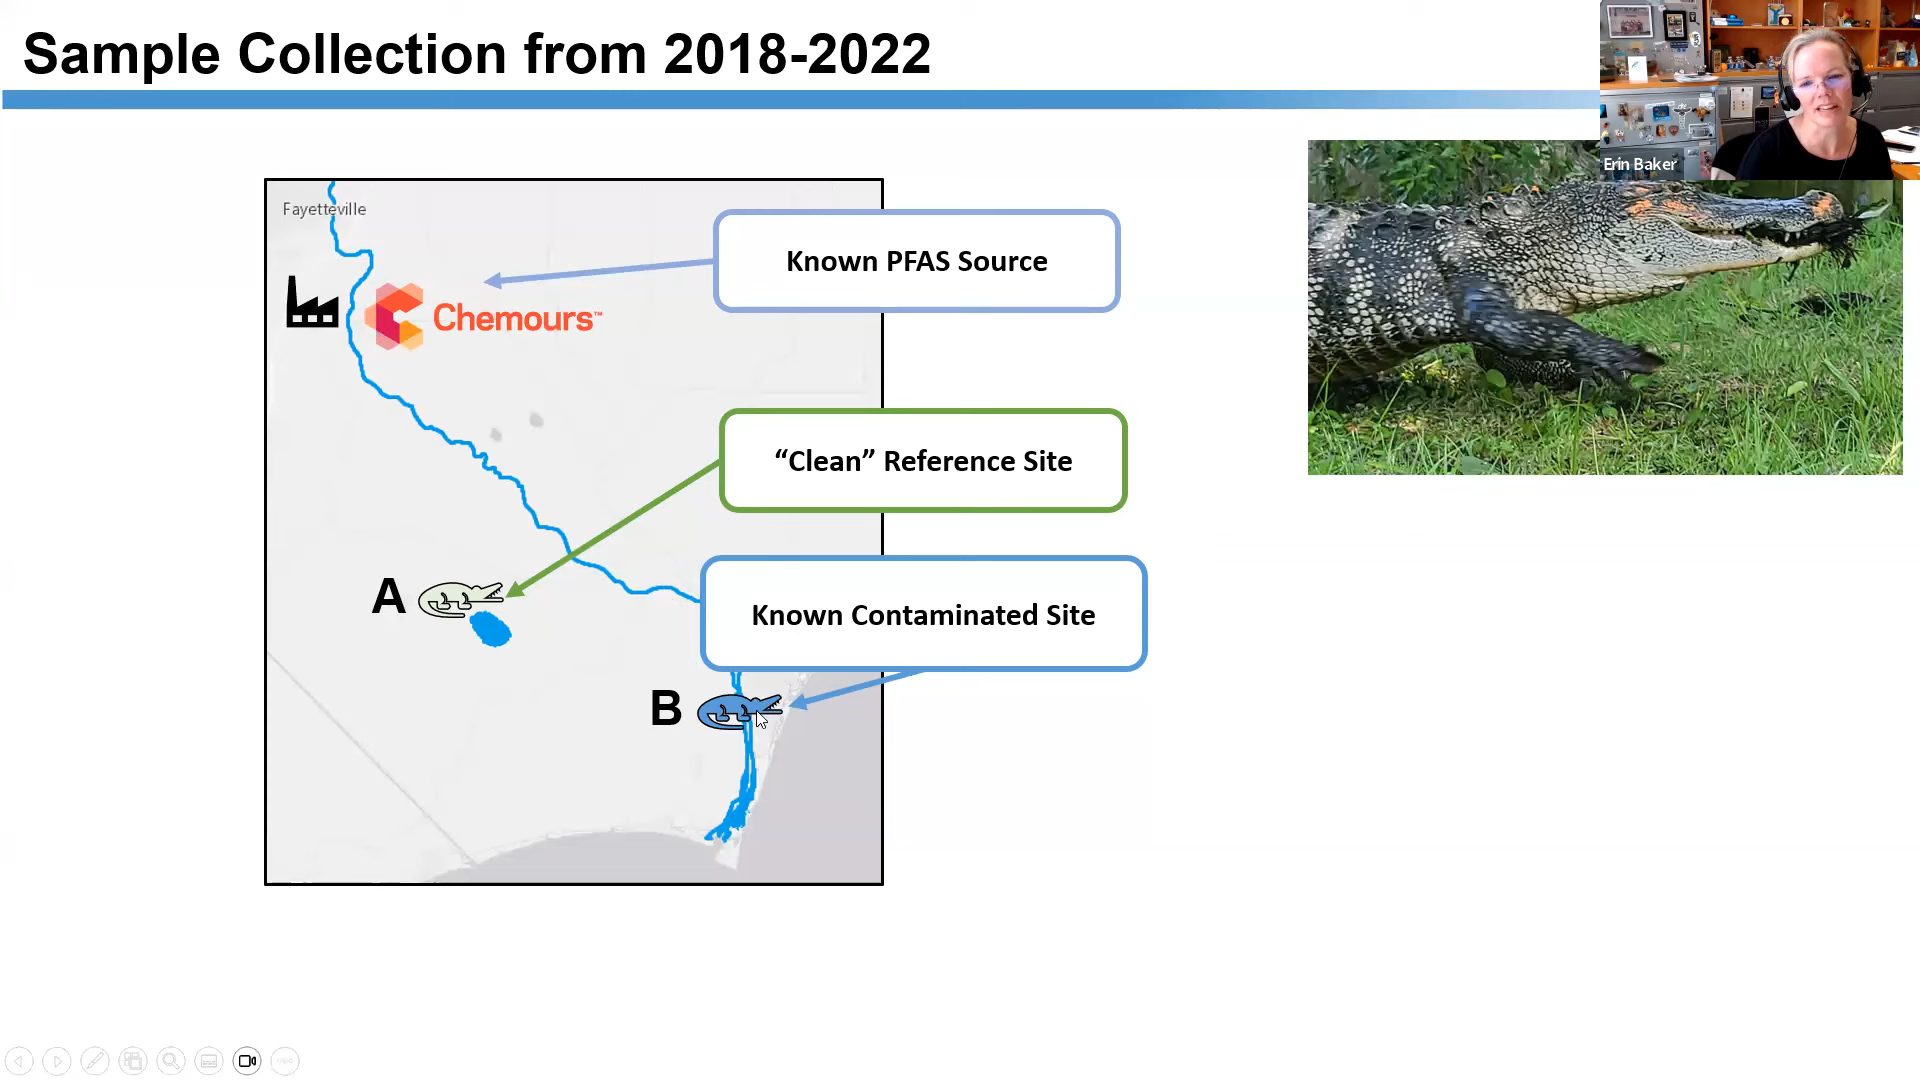 Sample Collection from 2018-2022
Erin Baker
Fayetteville
Known PFAS Source
Chemours™
“Clean” Reference Site
A
Known Contaminated Site
B